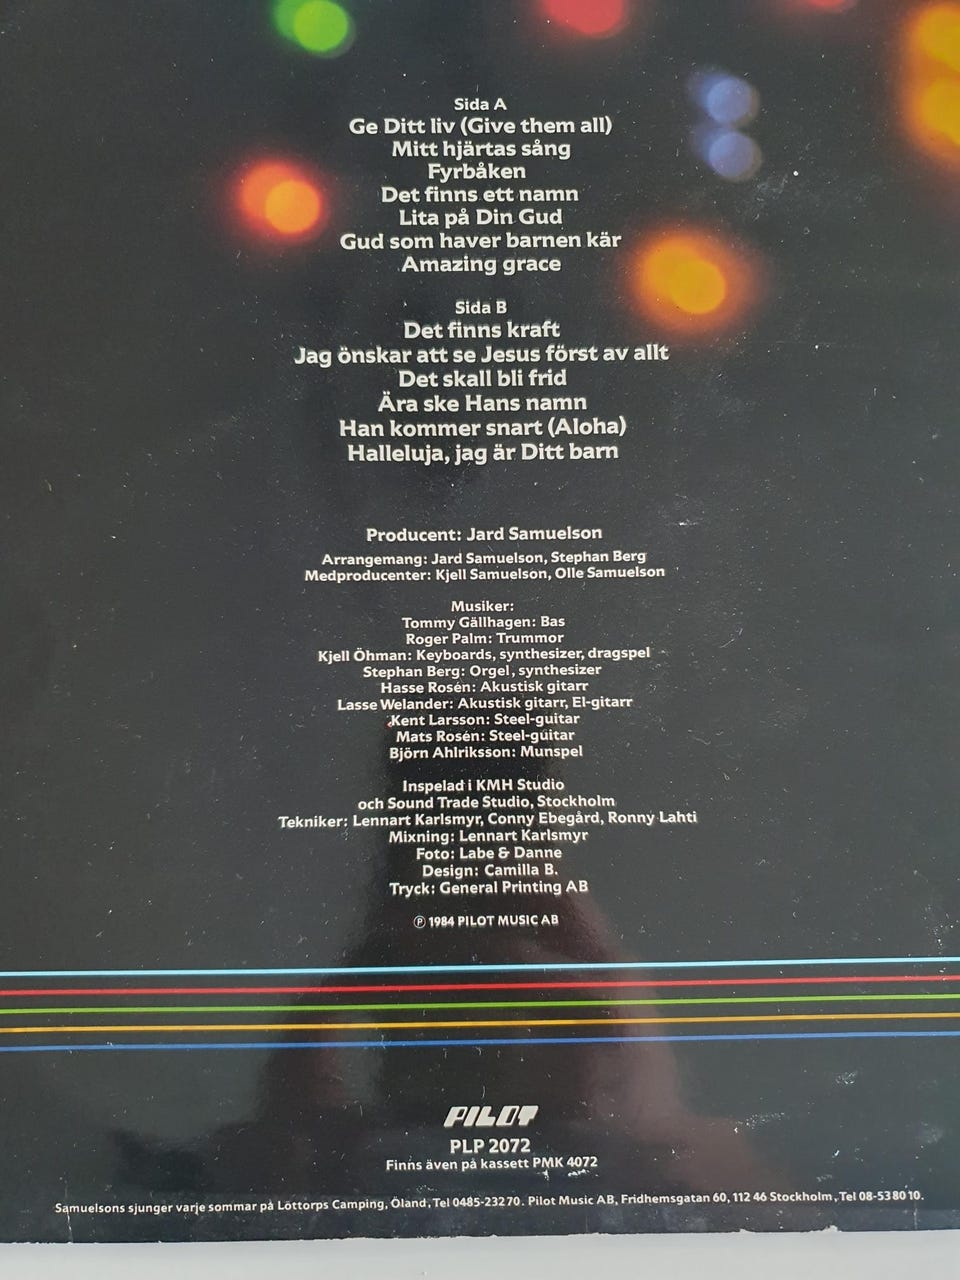 Sida A
Ge Ditt liv (Give them all)
Mitt hjärtas sång
Fyrbåken
Det finns ett namn
Lita på Din Gud
Gud som haver barnen kär
Amazing grace
Sida B
Det finns kraft
Jag önskar att se Jesus först av allt
Det skall bli frid
Ära ske Hans namn
Han kommer snart (Aloha)
Halleluja, jag är Ditt barn
Producent: Jard Samuelson
Arrangemang: Jard Samuelson, Stephan Berg
Medproducenter: Kjell Samuelson, Olle Samuelson
Musiker:
Tommy Gällhagen: Bas
Roger Palm: Trummor
Kjell Öhman: Keyboards, synthesizer, dragspel
Stephan Berg: Orgel, synthesizer
Hasse Rosén: Akustisk gitarr
Lasse Welander: Akustisk gitarr, El-gitarr
Kent Larsson: Steel-guitar
Mats Rosén: Steel-guitar
Björn Ahlriksson: Munspel
Inspelad i KMH Studio
och Sound Trade Studio, Stockholm
Tekniker: Lennart Karlsmyr, Conny Ebegård, Ronny Lahti
Mixning: Lennart Karlsmyr
Foto: Labe & Danne
Design: Camilla B.
Tryck: General Printing AB
℗ 1984 PILOT MUSIC AB
PILOT
PLP 2072
Finns även på kassett PMK 4072
Samuelsons sjunger varje sommar på Löttorps Camping, Öland, Tel 0485-232 70. Pilot Music AB, Fridhemsgatan 60, 112 46 Stockholm, Tel 08-53 80 10.